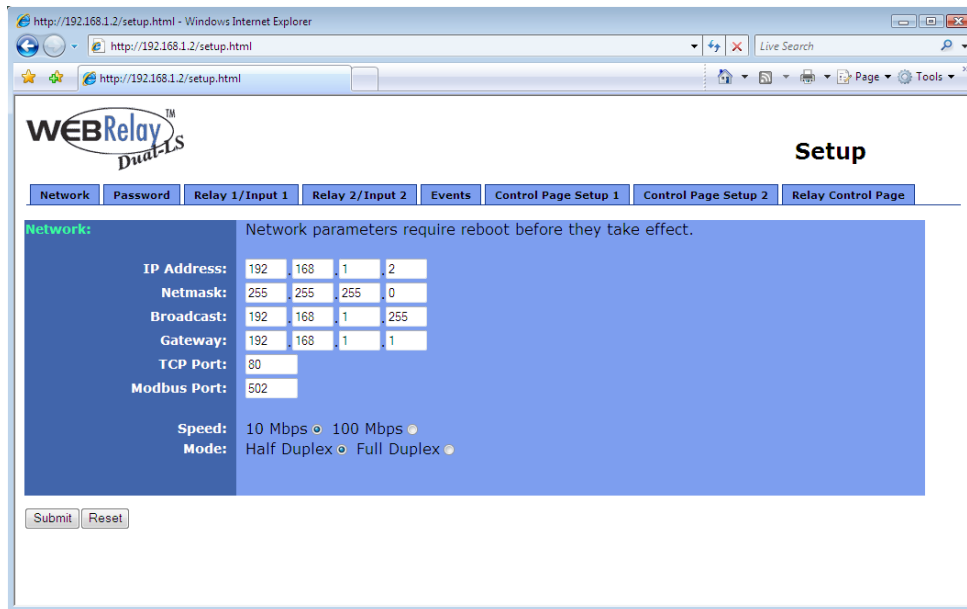 http://192.168.1.2/setup.html - Windows Internet Explorer
http://192.168.1.2/setup.html
Live Search
http://192.168.1.2/setup.html
Page
Tools
WEBRelay TM
Dual-LS
Setup
Network Password Relay 1/Input 1 Relay 2/Input 2 Events Control Page Setup 1 Control Page Setup 2 Relay Control Page
Network: Network parameters require reboot before they take effect.
IP Address: 192 . 168 . 1 . 2
Netmask: 255 . 255 . 255 . 0
Broadcast: 192 . 168 . 1 . 255
Gateway: 192 . 168 . 1 . 1
TCP Port: 80
Modbus Port: 502
Speed: 10 Mbps 100 Mbps
Mode: Half Duplex Full Duplex
Submit Reset